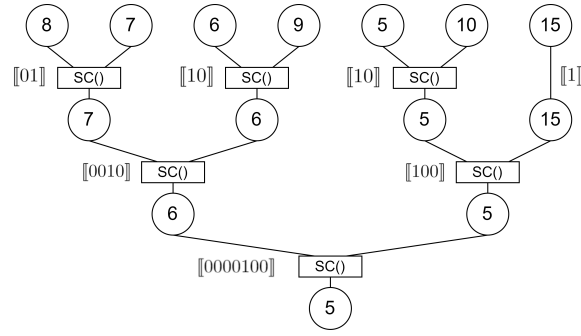 8 7 6 9 5 10 15
⟦01⟧ SC() ⟦10⟧ SC() ⟦10⟧ SC() ⟦1⟧
7 6 5 15
⟦0010⟧ SC() ⟦100⟧ SC()
6 5
⟦0000100⟧ SC()
5